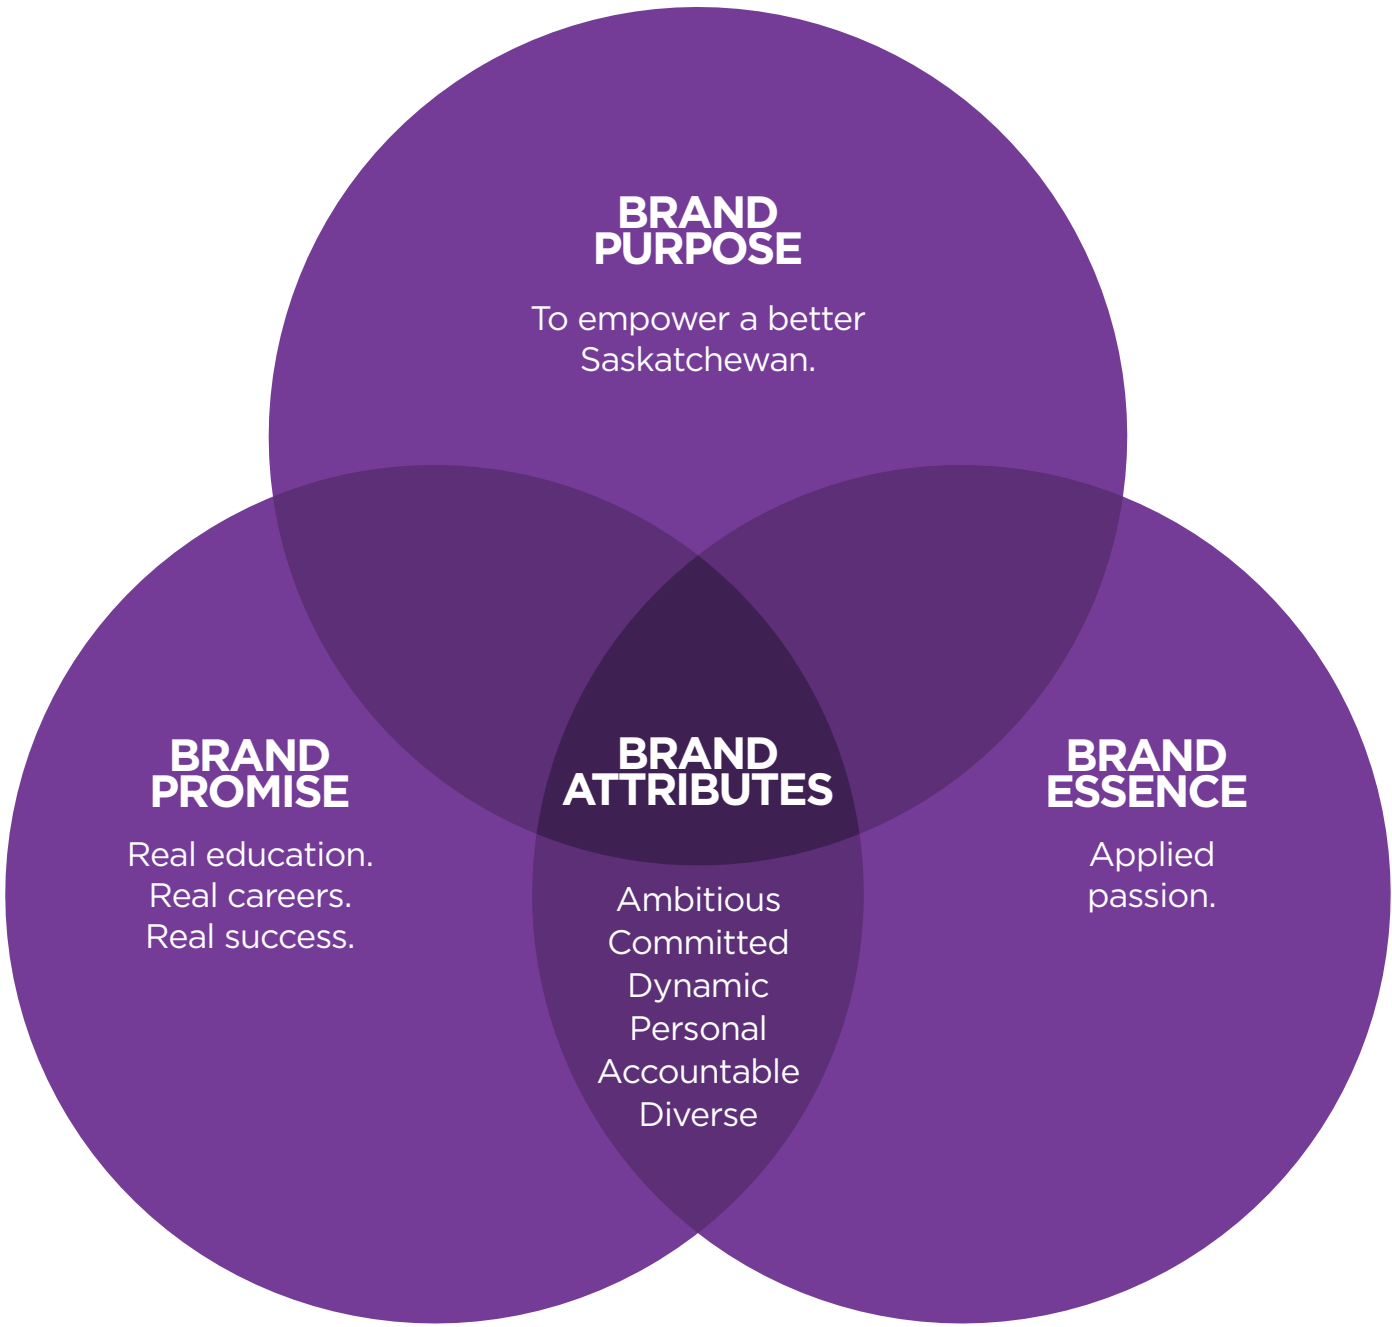 BRAND
PURPOSE
To empower a better
Saskatchewan.
BRAND
PROMISE
Real education.
Real careers.
Real success.
BRAND
ATTRIBUTES
Ambitious
Committed
Dynamic
Personal
Accountable
Diverse
BRAND
ESSENCE
Applied
passion.